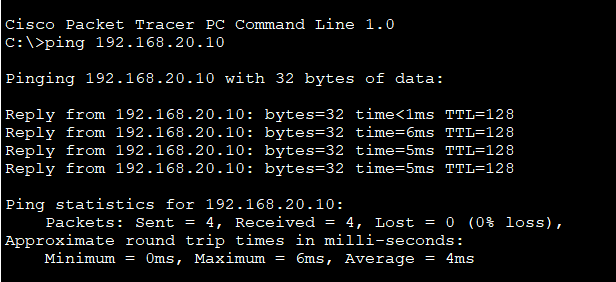 Cisco Packet Tracer PC Command Line 1.0
C:\>ping 192.168.20.10
Pinging 192.168.20.10 with 32 bytes of data:
Reply from 192.168.20.10: bytes=32 time<1ms TTL=128
Reply from 192.168.20.10: bytes=32 time=6ms TTL=128
Reply from 192.168.20.10: bytes=32 time=5ms TTL=128
Reply from 192.168.20.10: bytes=32 time=5ms TTL=128
Ping statistics for 192.168.20.10:
Packets: Sent = 4, Received = 4, Lost = 0 (0% loss),
Approximate round trip times in milli-seconds:
Minimum = 0ms, Maximum = 6ms, Average = 4ms